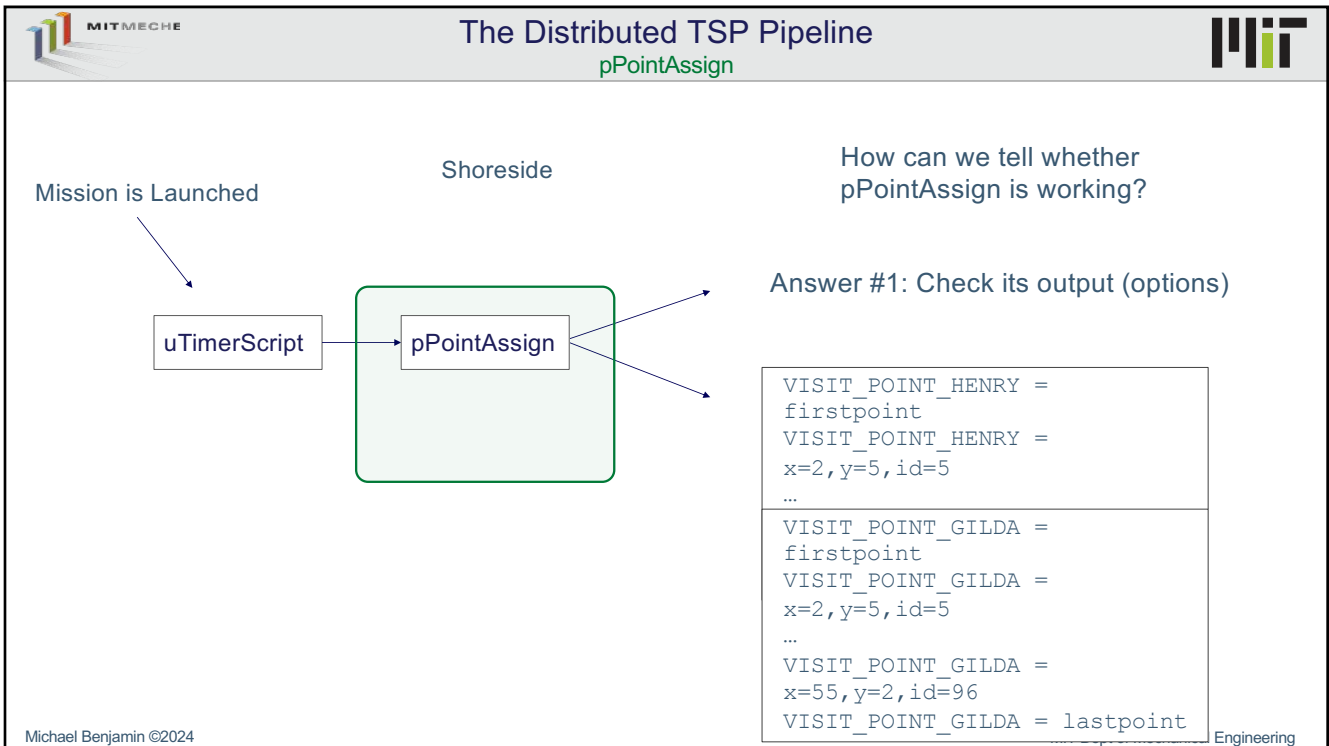 MITMECHE
The Distributed TSP Pipeline
pPointAssign
Mission is Launched
Shoreside
How can we tell whether
pPointAssign is working?
Answer #1: Check its output (options)
uTimerScript
pPointAssign
VISIT_POINT_HENRY =
firstpoint
VISIT_POINT_HENRY =
x=2,y=5,id=5
…
VISIT_POINT_GILDA =
firstpoint
VISIT_POINT_GILDA =
x=2,y=5,id=5
…
VISIT_POINT_GILDA =
x=55,y=2,id=96
VISIT_POINT_GILDA = lastpoint
Michael Benjamin ©2024
Engineering